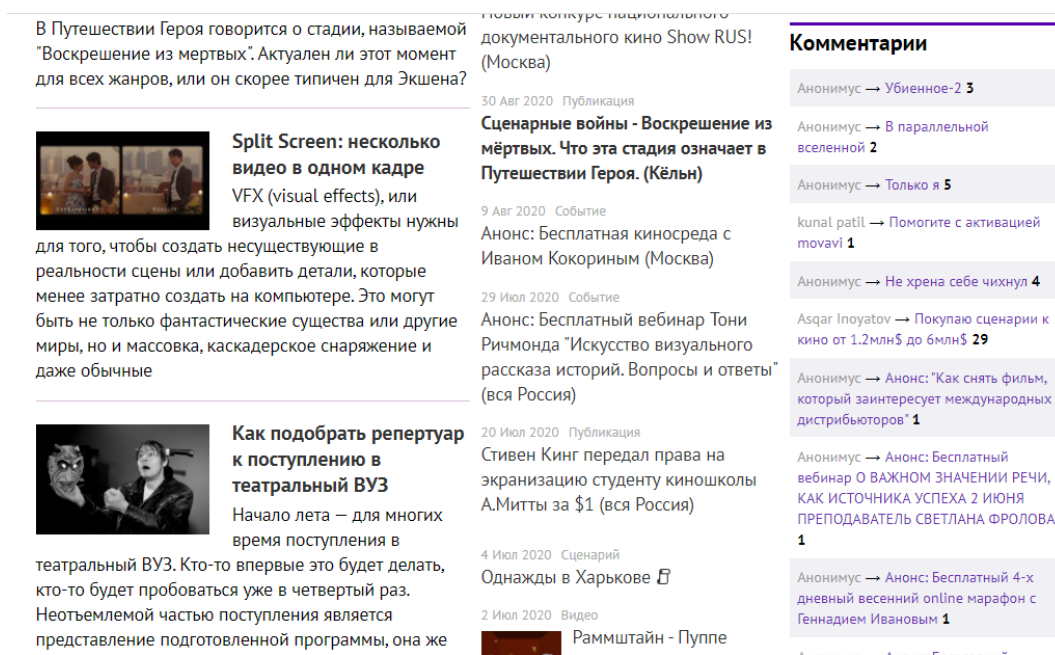 В Путешествии Героя говорится о стадии, называемой
"Воскрешение из мертвых". Актуален ли этот момент
для всех жанров, или он скорее типичен для Экшена?
Split Screen: несколько
видео в одном кадре
VFX (visual effects), или
визуальные эффекты нужны
для того, чтобы создать несуществующие в
реальности сцены или добавить детали, которые
менее затратно создать на компьютере. Это могут
быть не только фантастические существа или другие
миры, но и массовка, каскадерское снаряжение и
даже обычные
Как подобрать репертуар
к поступлению в
театральный ВУЗ
Начало лета — для многих
время поступления в
театральный ВУЗ. Кто-то впервые это будет делать,
кто-то будет пробоваться уже в четвертый раз.
Неотъемлемой частью поступления является
представление подготовленной программы, она же
Новый конкурс национального
документального кино Show RUS!
(Москва)
30 Авг 2020 Публикация
Сценарные войны - Воскрешение из
мёртвых. Что эта стадия означает в
Путешествии Героя. (Кёльн)
9 Авг 2020 Событие
Анонс: Бесплатная киносреда с
Иваном Кокориным (Москва)
29 Июл 2020 Событие
Анонс: Бесплатный вебинар Тони
Ричмонда "Искусство визуального
рассказа историй. Вопросы и ответы"
(вся Россия)
20 Июл 2020 Публикация
Стивен Кинг передал права на
экранизацию студенту киношколы
А.Митты за $1 (вся Россия)
4 Июл 2020 Сценарий
Однажды в Харькове
2 Июл 2020 Видео
Раммштайн - Пуппе
Комментарии
Анонимус → Убиенное-2 3
Анонимус → В параллельной
вселенной 2
Анонимус → Только я 5
kunal patil → Помогите с активацией
movavi 1
Анонимус → Не хрена себе чихнул 4
Asqar Inoyatov → Покупаю сценарии к
кино от 1.2млн$ до 6млн$ 29
Анонимус → Анонс: "Как снять фильм,
который заинтересует международных
дистрибьюторов" 1
Анонимус → Анонс: Бесплатный
вебинар О ВАЖНОМ ЗНАЧЕНИИ РЕЧИ,
КАК ИСТОЧНИКА УСПЕХА 2 ИЮНЯ
ПРЕПОДАВАТЕЛЬ СВЕТЛАНА ФРОЛОВА
1
Анонимус → Анонс: Бесплатный 4-х
дневный весенний online марафон с
Геннадием Ивановым 1